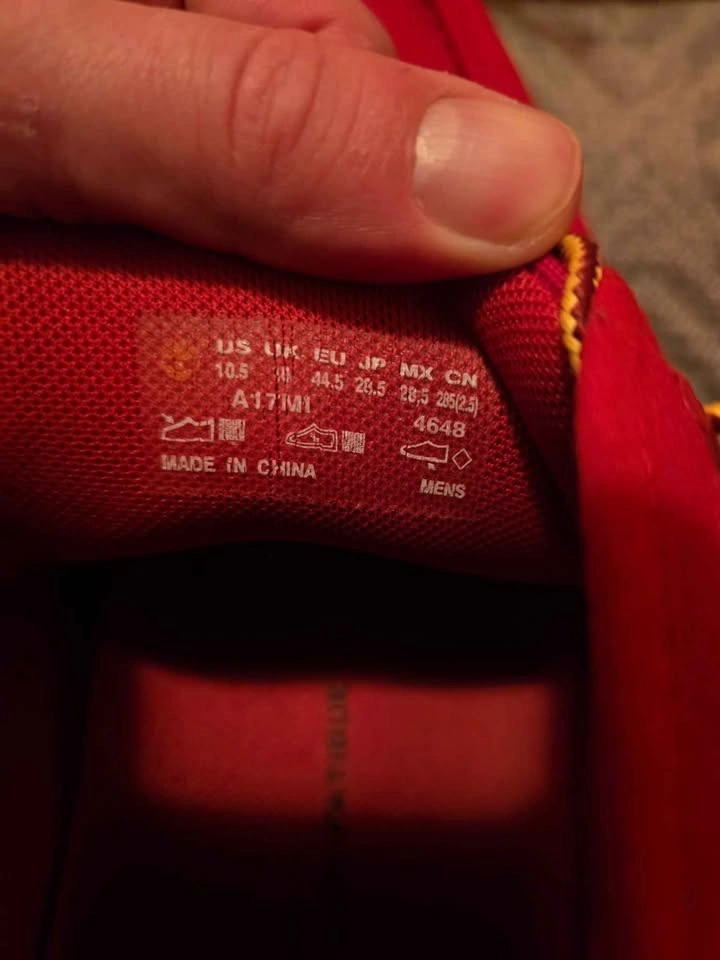 US UK EU JP MX CN
10.5 44.5 28.5 28,5 285(2.5)
A17IMI
4648
MADE IN CHINA
MENS